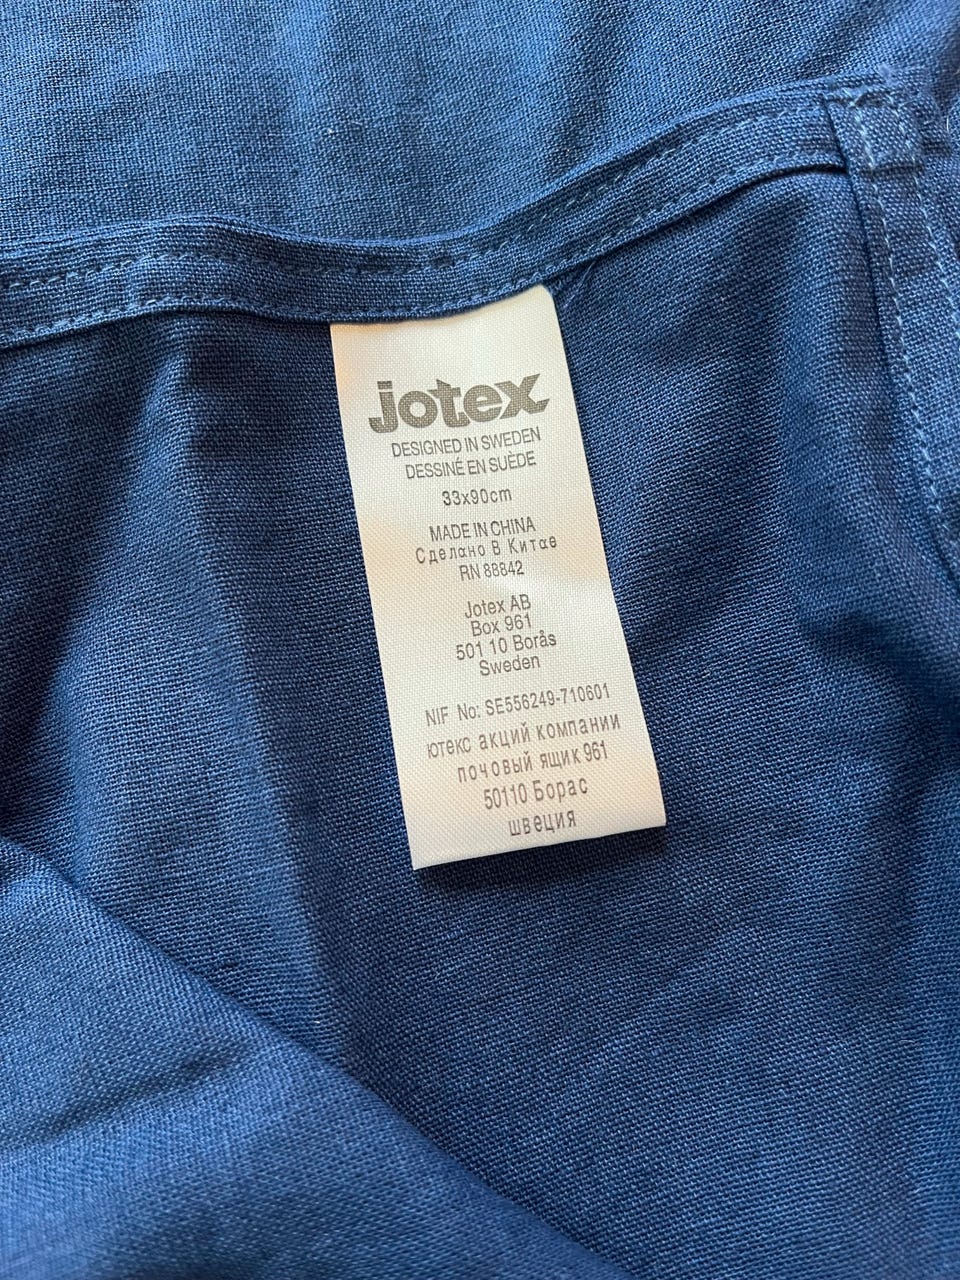 jotex
DESIGNED IN SWEDEN
DESSINÉ EN SUÈDE
33x90cm
MADE IN CHINA
Сделано В Китае
RN 88842
Jotex AB
Box 961
501 10 Borås
Sweden
NIF No: SE556249-710601
ютекс акций компании
почовый ящик 961
50110 Борас
швеция